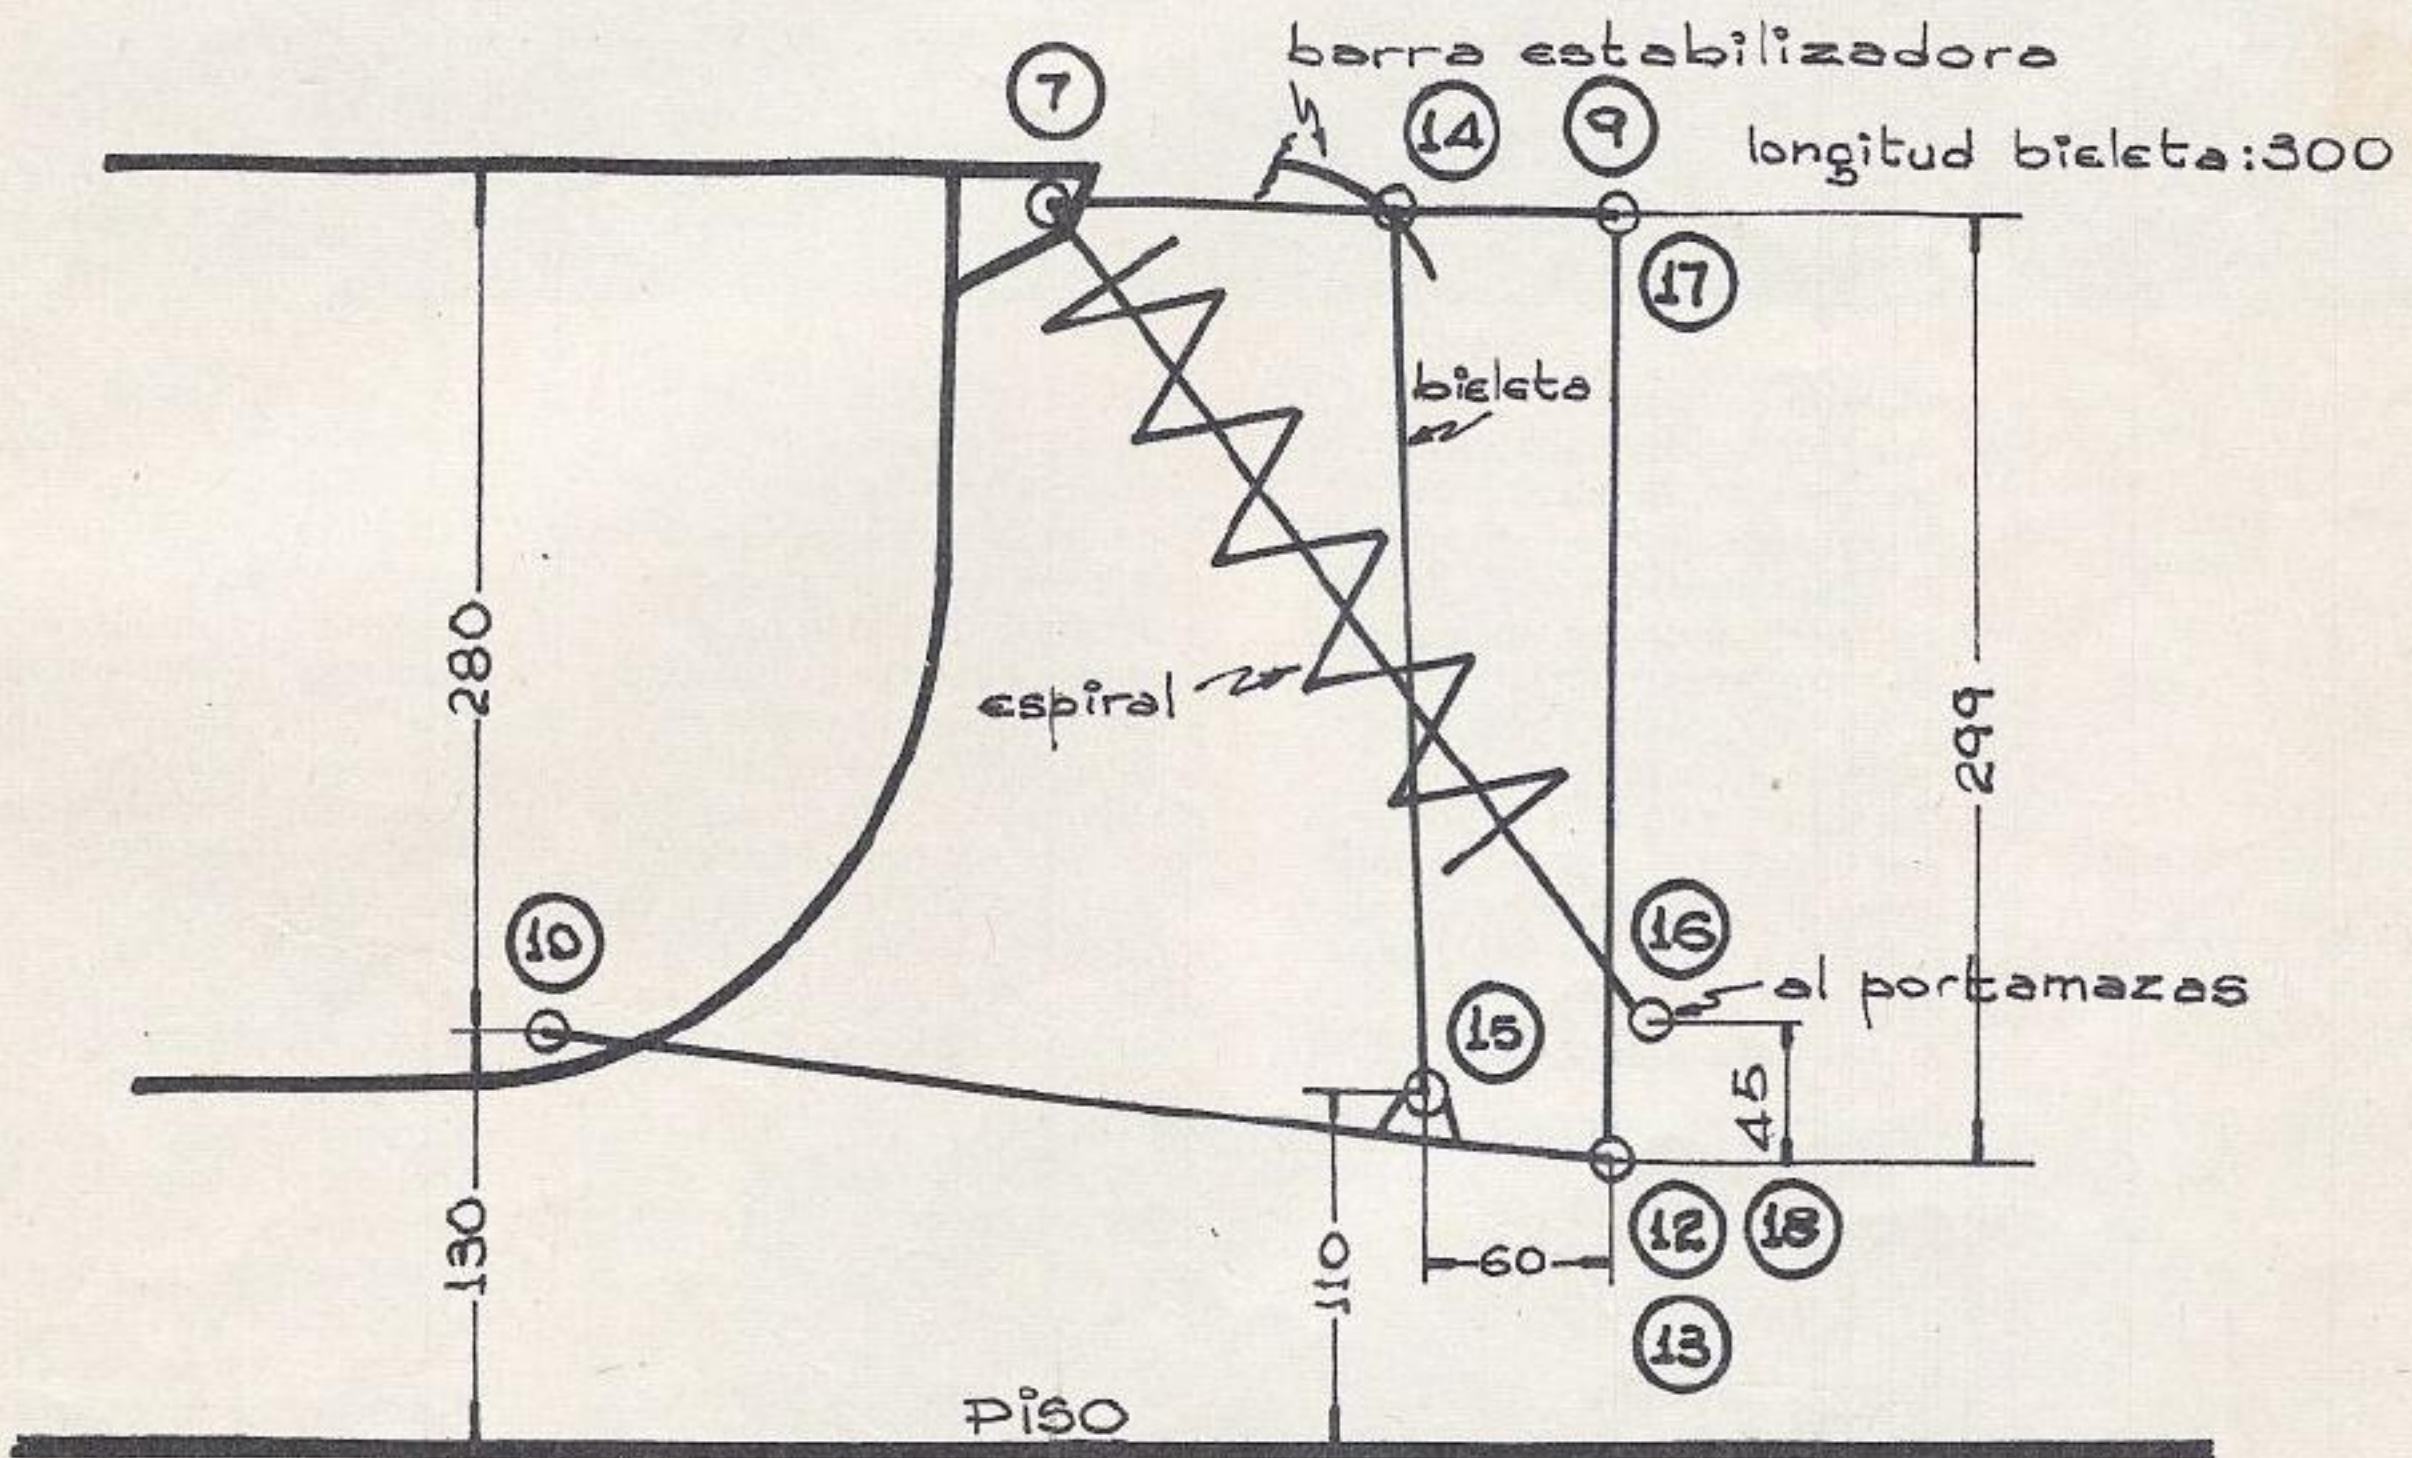 barra estabilizadora
7
14
9
longitud bieleta:300
17
bieleta
280
espiral
299
10
16
al portamazas
15
45
12
18
130
110
60
13
PISO